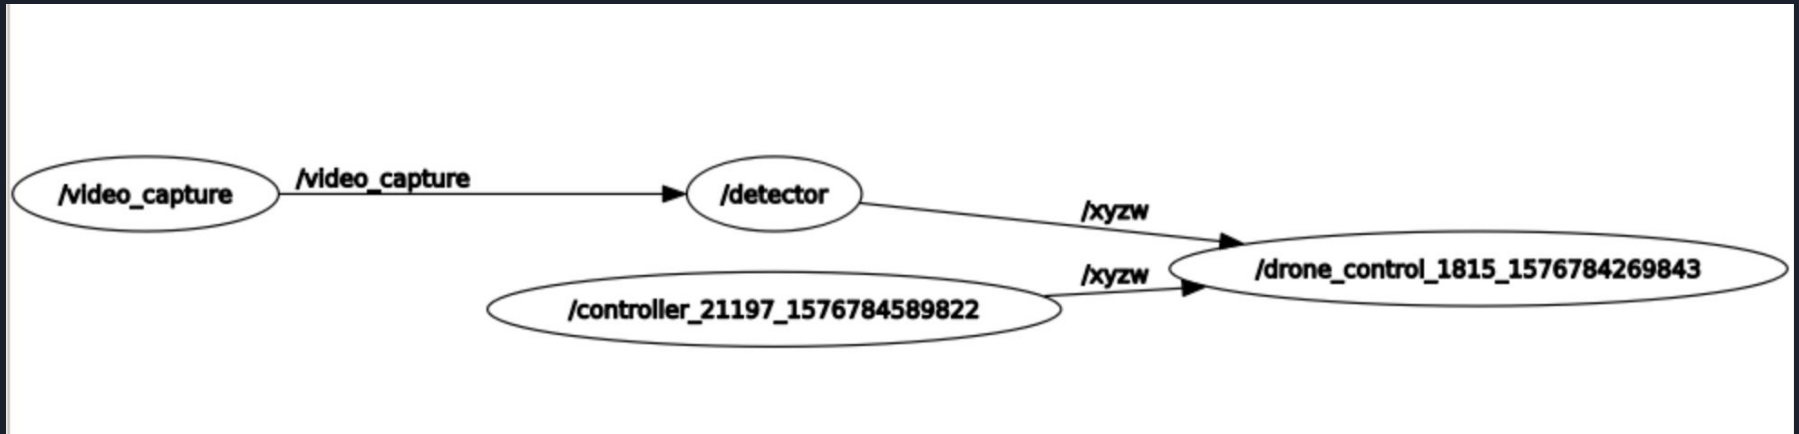 /video_capture
/video_capture
/detector
/xyzw
/drone_control_1815_1576784269843
/xyzw
/controller_21197_1576784589822